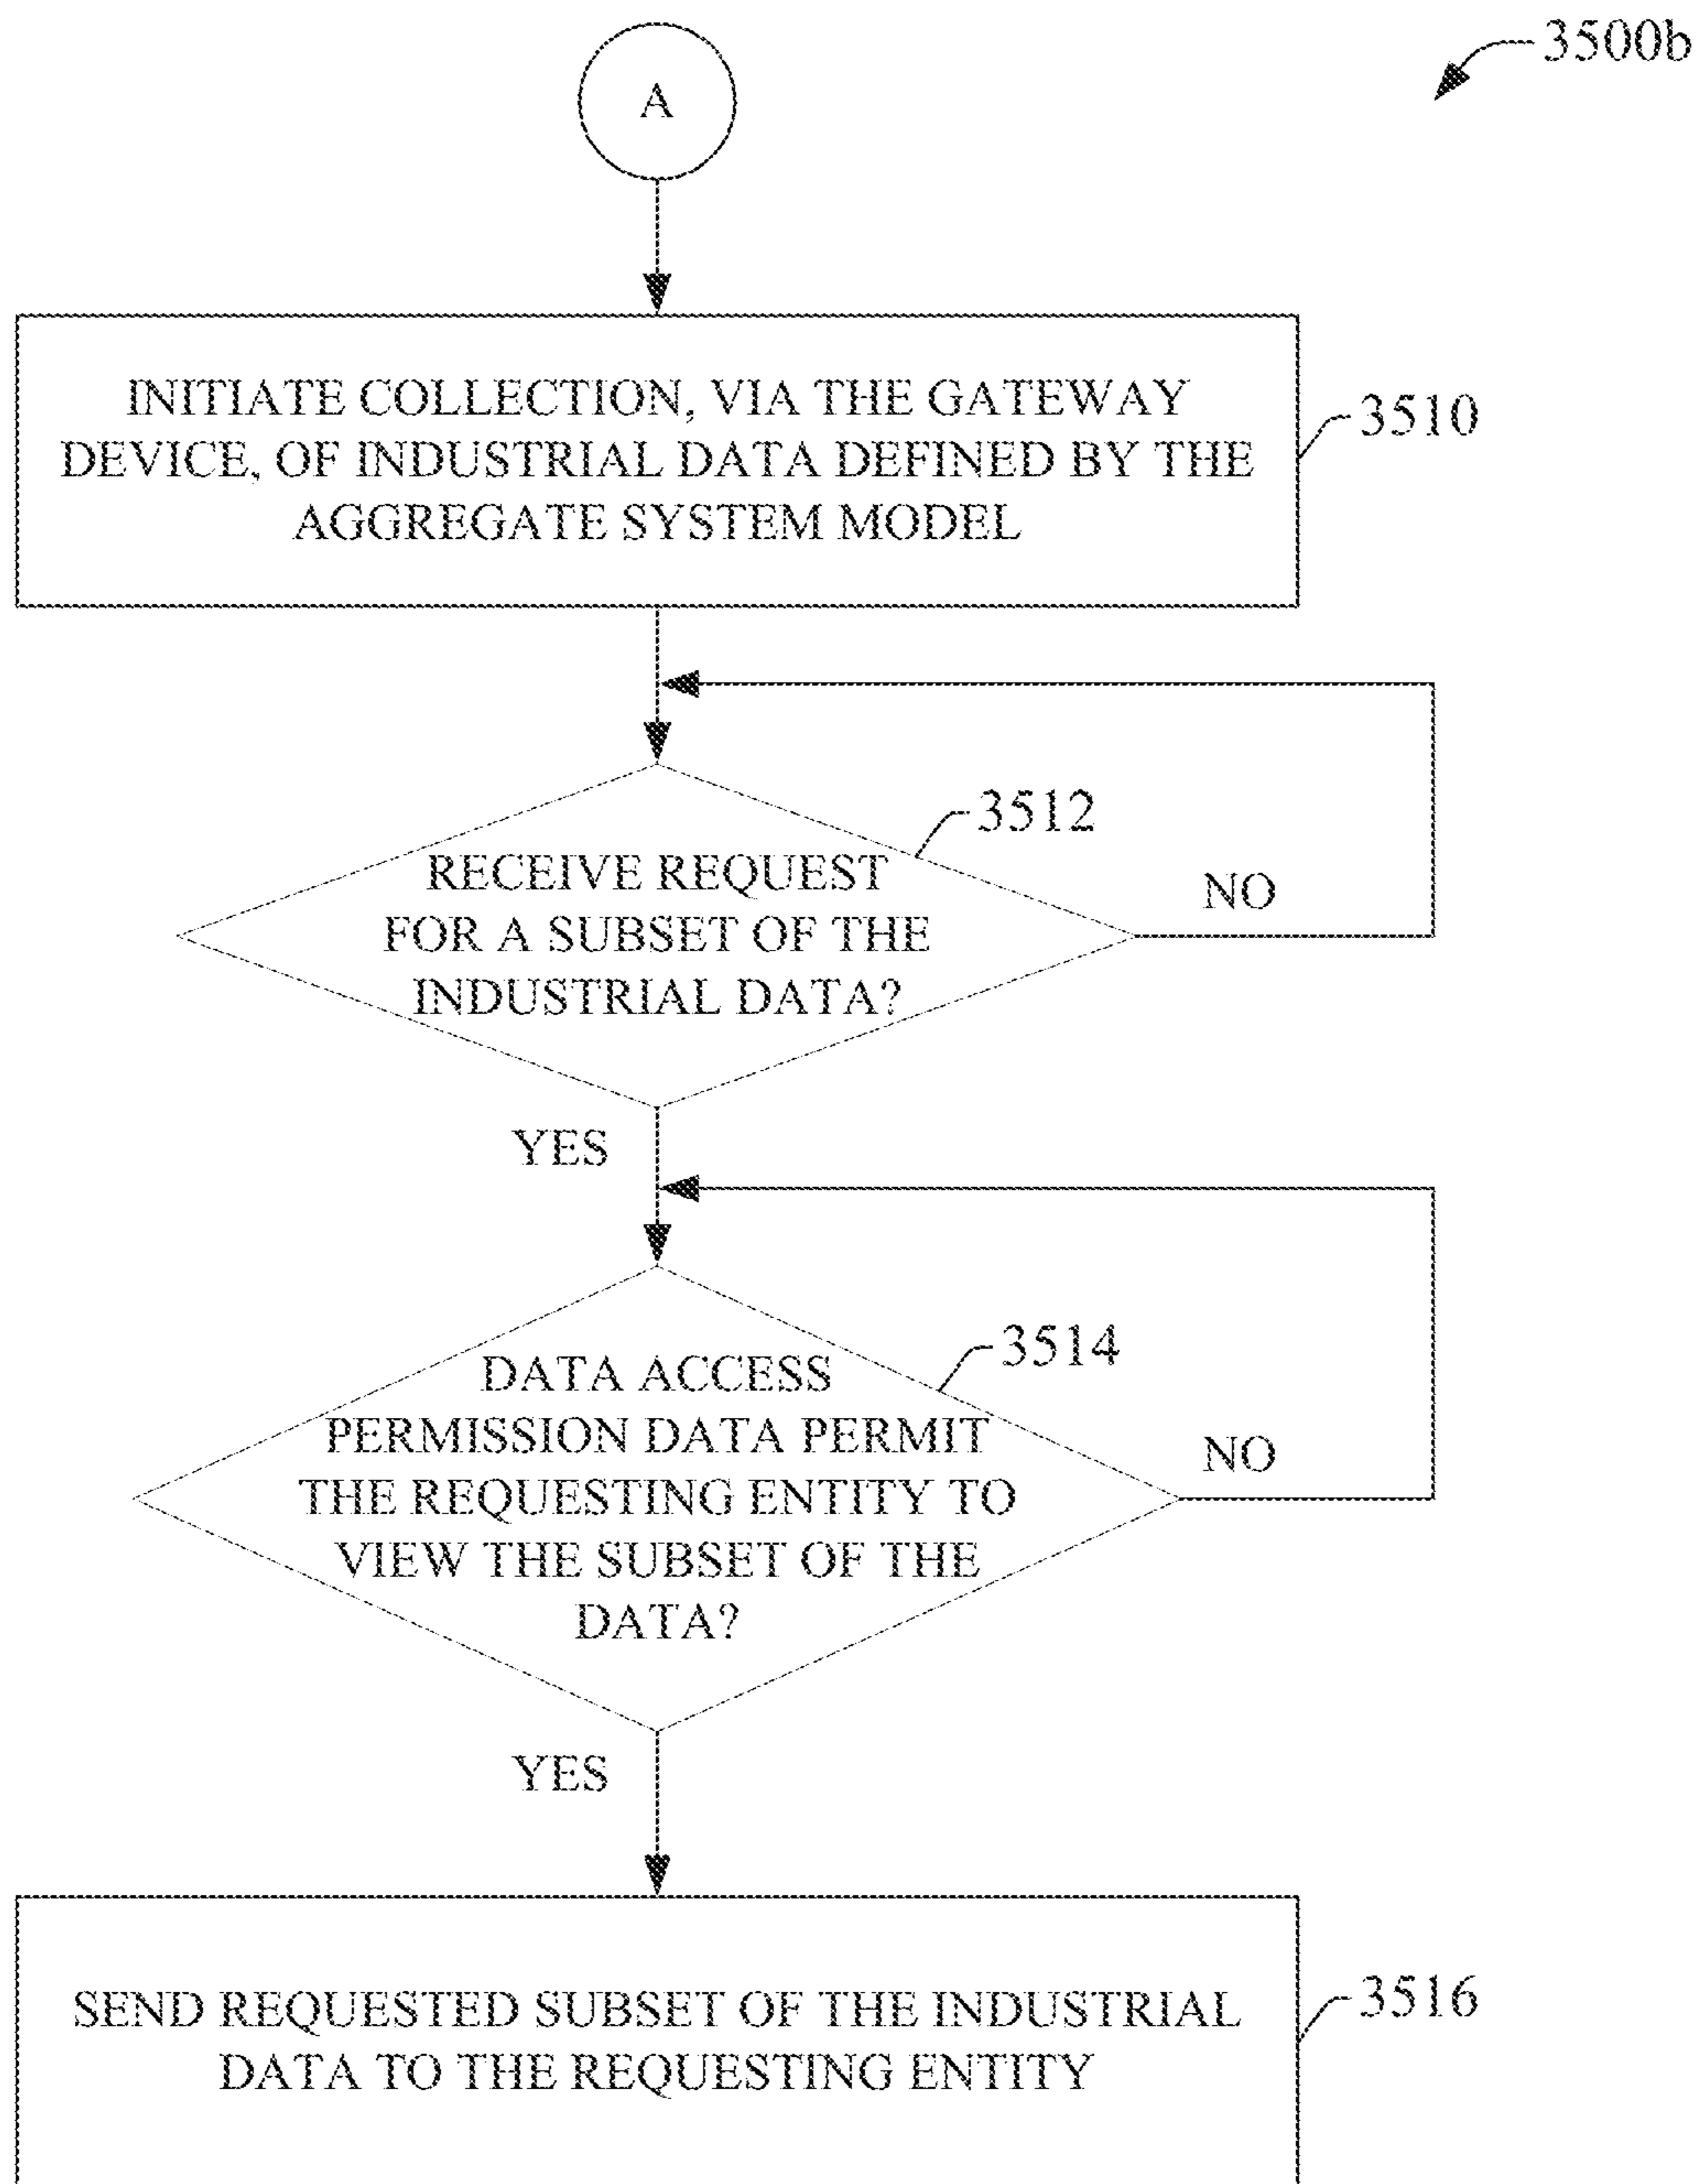 3500b
A
INITIATE COLLECTION, VIA THE GATEWAY
DEVICE, OF INDUSTRIAL DATA DEFINED BY THE
AGGREGATE SYSTEM MODEL
3510
3512
RECEIVE REQUEST
FOR A SUBSET OF THE
INDUSTRIAL DATA?
NO
YES
3514
DATA ACCESS
PERMISSION DATA PERMIT
THE REQUESTING ENTITY TO
VIEW THE SUBSET OF THE
DATA?
NO
YES
SEND REQUESTED SUBSET OF THE INDUSTRIAL
DATA TO THE REQUESTING ENTITY
3516